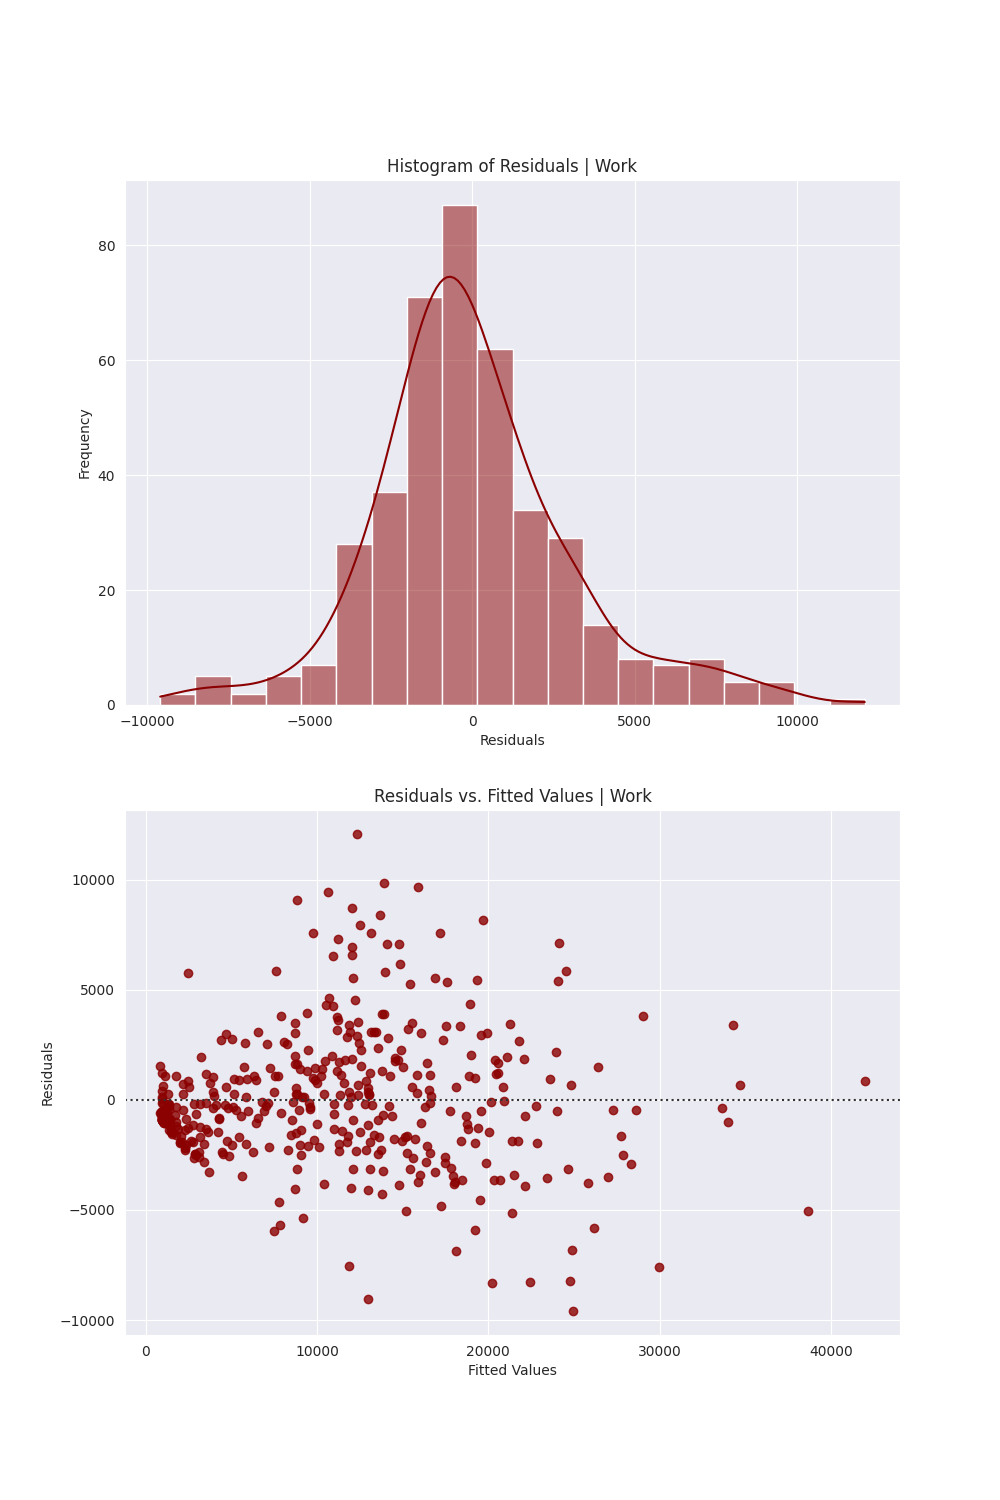 Histogram of Residuals | Work
Frequency
80
60
40
20
0
−10000 −5000 0 5000 10000
Residuals
Residuals vs. Fitted Values | Work
Residuals
10000
5000
0
−5000
−10000
0 10000 20000 30000 40000
Fitted Values